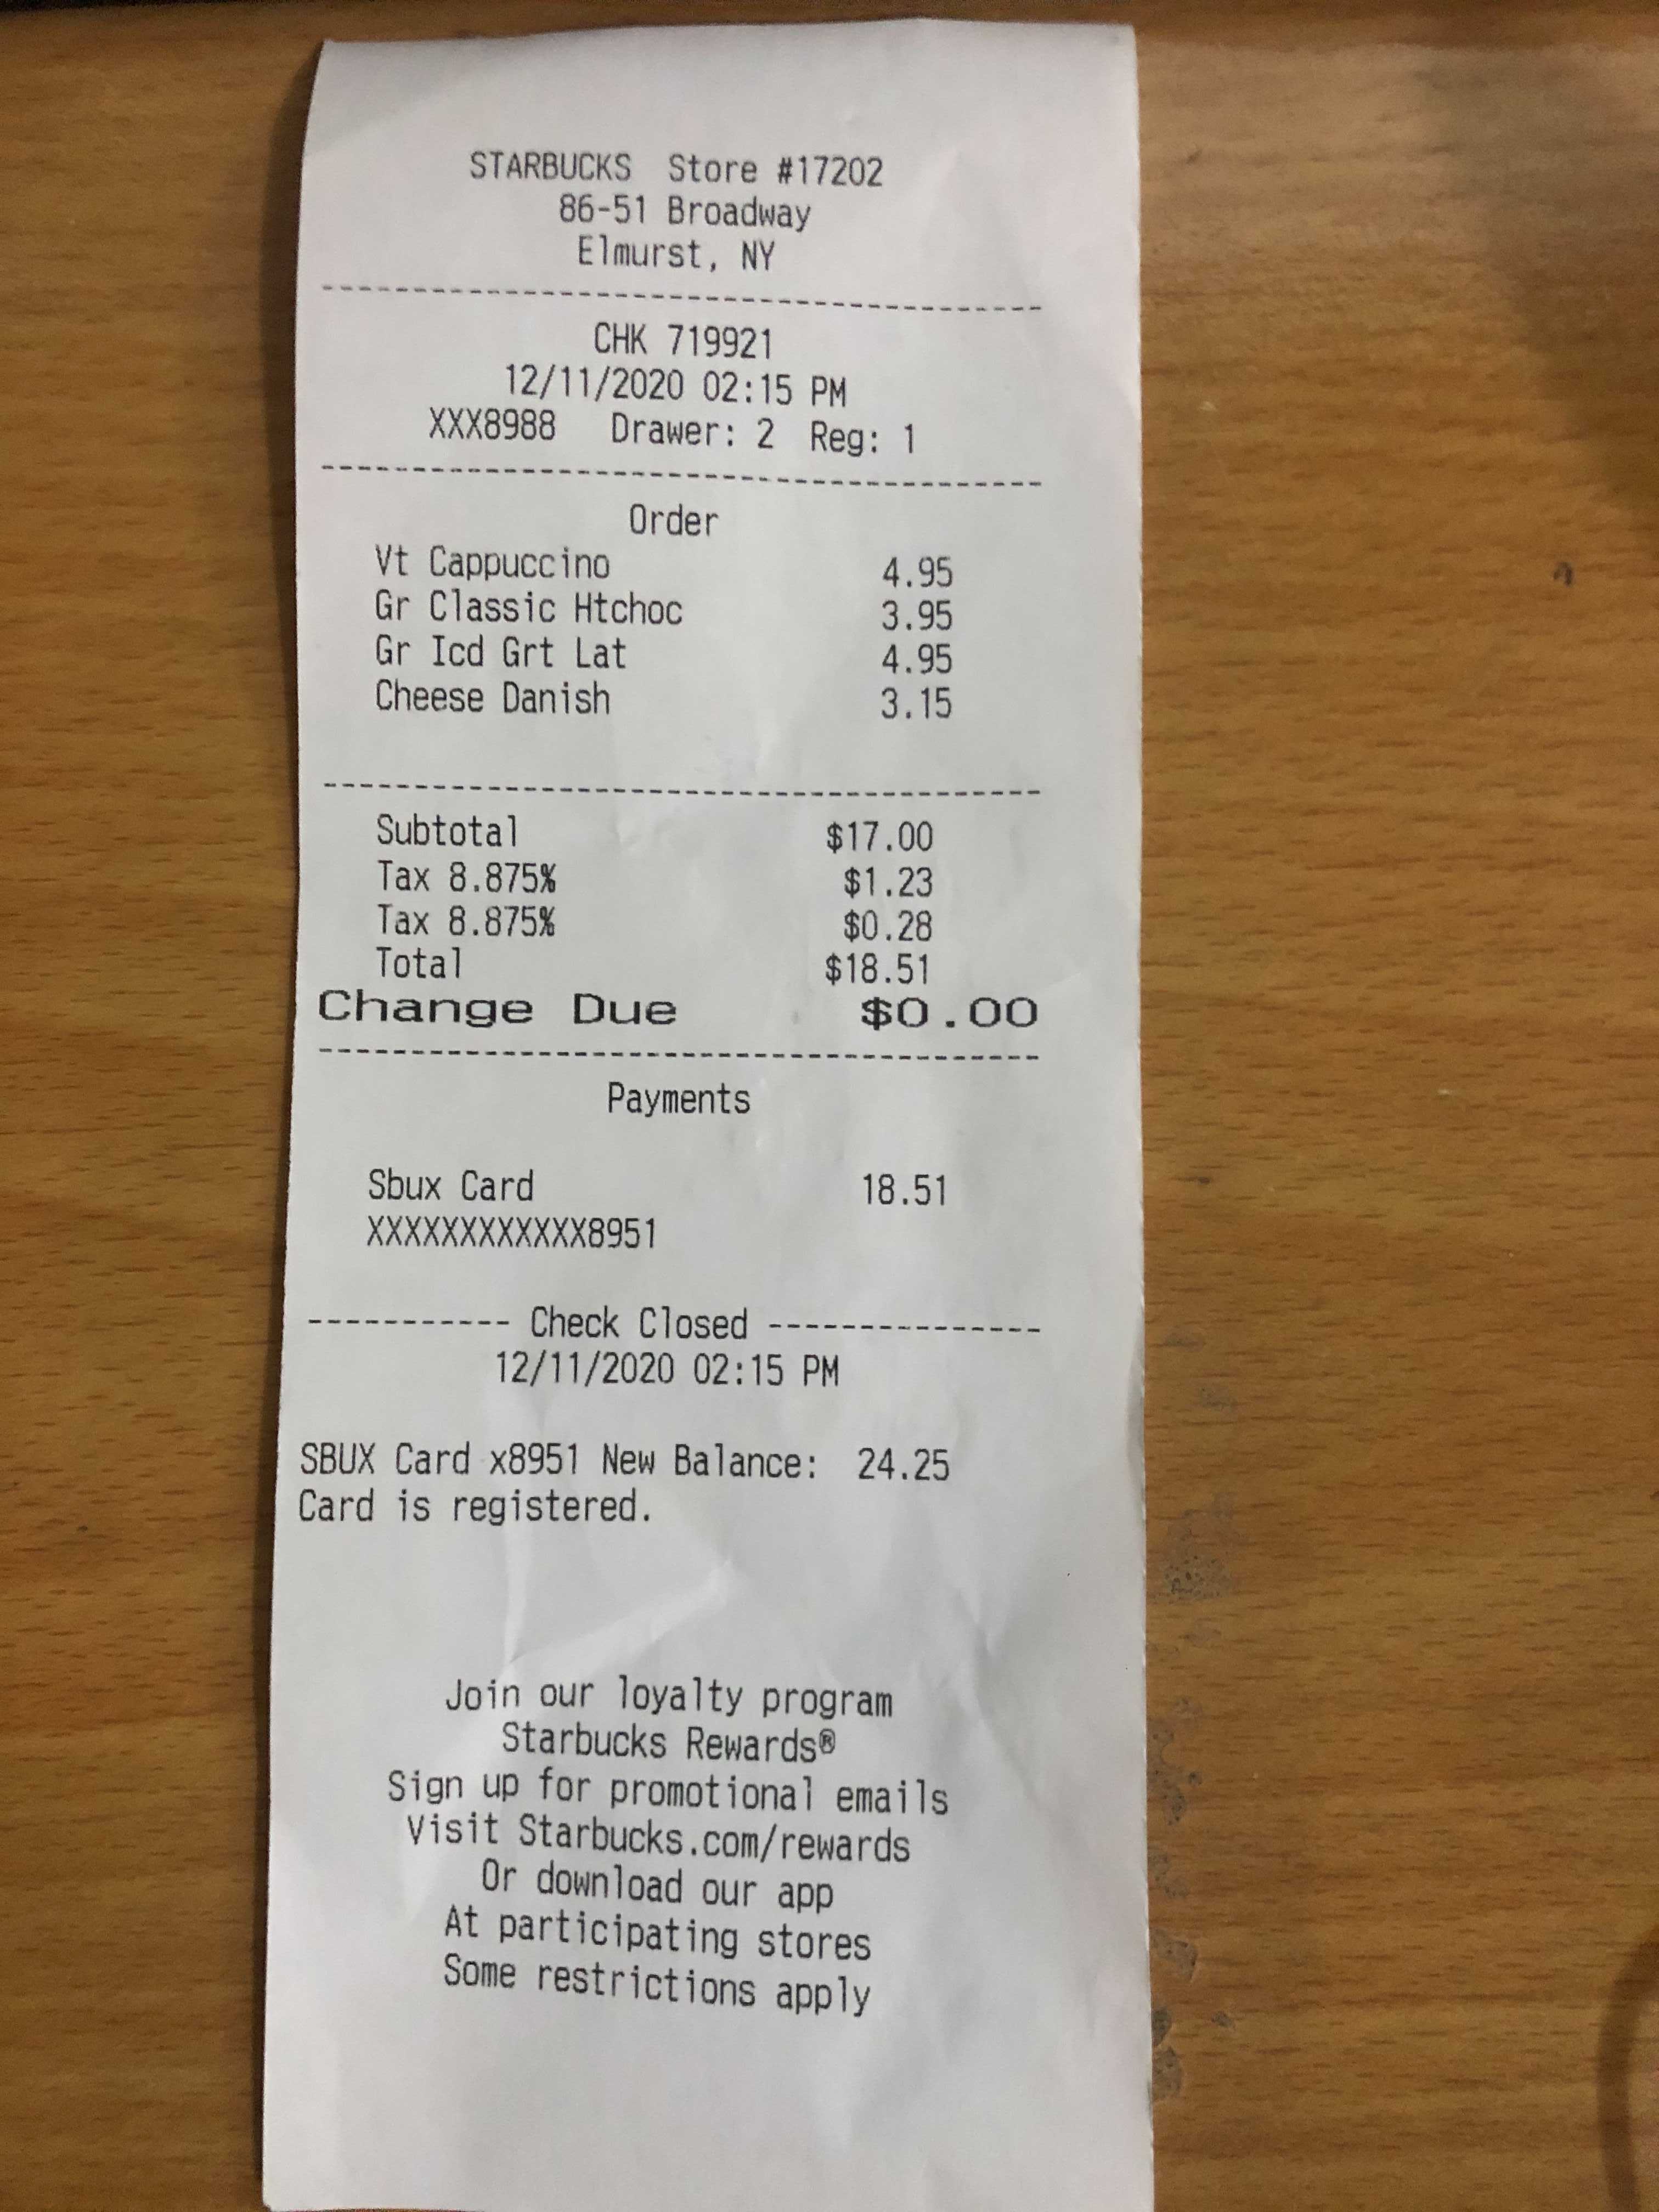 STARBUCKS Store #17202
86-51 Broadway
Elmurst, NY
------------------------------------
CHK 719921
12/11/2020 02:15 PM
XXX8988 Drawer: 2 Reg: 1
------------------------------------
Order
Vt Cappuccino 4.95
Gr Classic Htchoc 3.95
Gr Icd Grt Lat 4.95
Cheese Danish 3.15
------------------------------------
Subtotal $17.00
Tax 8.875% $1.23
Tax 8.875% $0.28
Total $18.51
Change Due $0.00
------------------------------------
Payments
Sbux Card 18.51
XXXXXXXXXXXX8951
----------- Check Closed ---------------
12/11/2020 02:15 PM
SBUX Card x8951 New Balance: 24.25
Card is registered.
Join our loyalty program
Starbucks Rewards®
Sign up for promotional emails
Visit Starbucks.com/rewards
Or download our app
At participating stores
Some restrictions apply